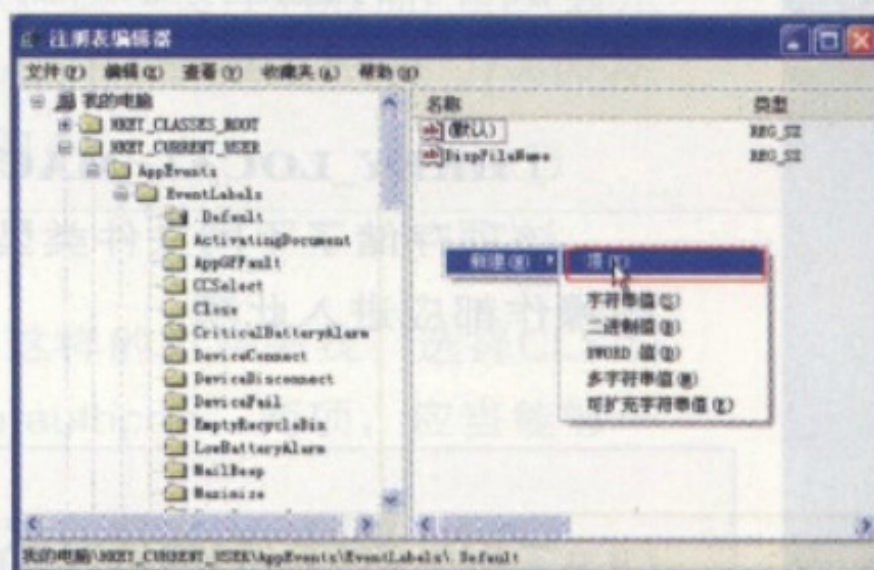 注册表编辑器
文件(F) 编辑(E) 查看(V) 收藏夹(A) 帮助(H)
我的电脑
HKEY_CLASSES_ROOT
HKEY_CURRENT_USER
AppEvents
EventLabels
.Default
ActivatingDocument
AppGPFault
CCSelect
Close
CriticalBatteryAlarm
DeviceConnect
DeviceDisconnect
DeviceFail
EmptyRecycleBin
LowBatteryAlarm
MailBeep
Maximize
名称 类型
(默认) REG_SZ
DispFileName REG_SZ
新建(N) 项(K)
字符串值(S)
二进制值(B)
DWORD 值(D)
多字符串值(M)
可扩充字符串值(E)
我的电脑\HKEY_CURRENT_USER\AppEvents\EventLabels\.Default